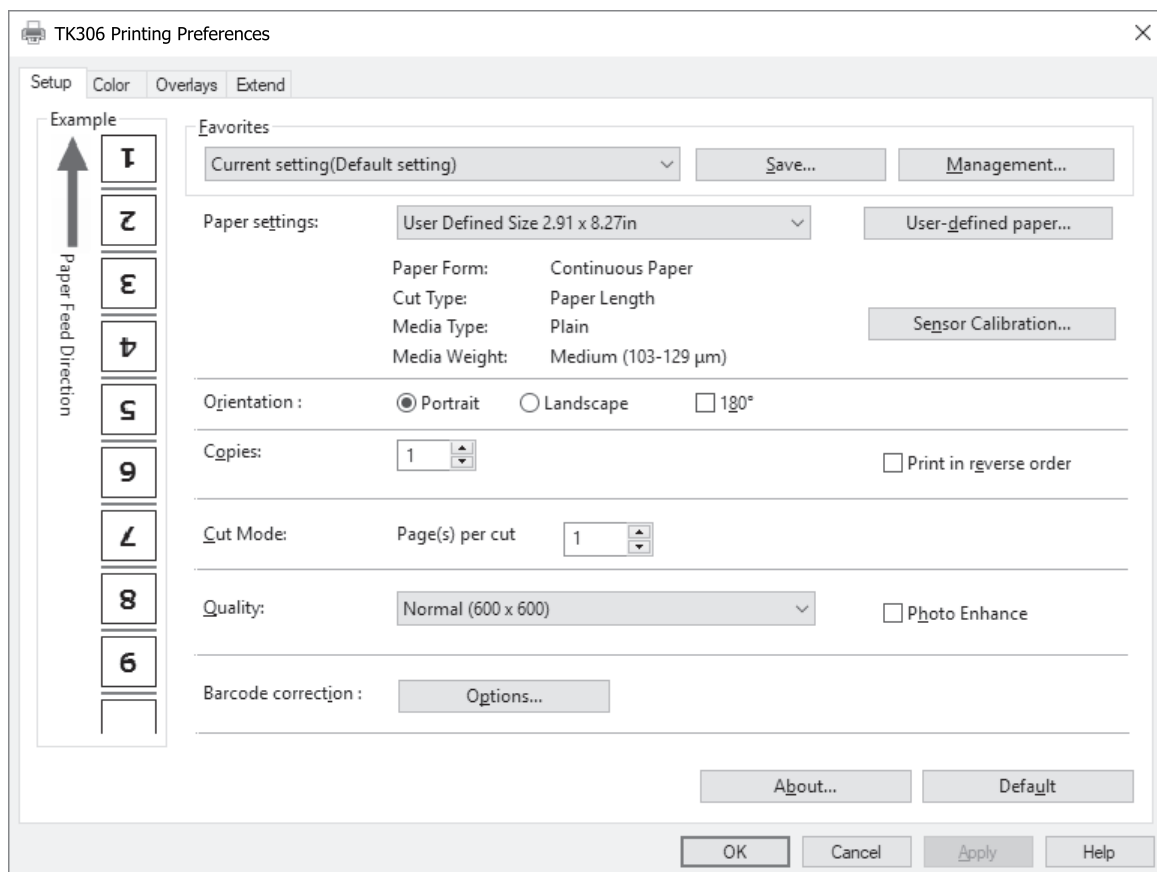 TK306 Printing Preferences
Setup Color Overlays Extend
Example
Paper Feed Direction
1
2
3
4
5
6
7
8
9
Favorites
Current setting(Default setting) Save... Management...
Paper settings: User Defined Size 2.91 x 8.27in User-defined paper...
Paper Form: Continuous Paper
Cut Type: Paper Length
Media Type: Plain
Media Weight: Medium (103-129 μm)
Sensor Calibration...
Orientation : Portrait Landscape 180°
Copies: 1 Print in reverse order
Cut Mode: Page(s) per cut 1
Quality: Normal (600 x 600) Photo Enhance
Barcode correction : Options...
About... Default
OK Cancel Apply Help